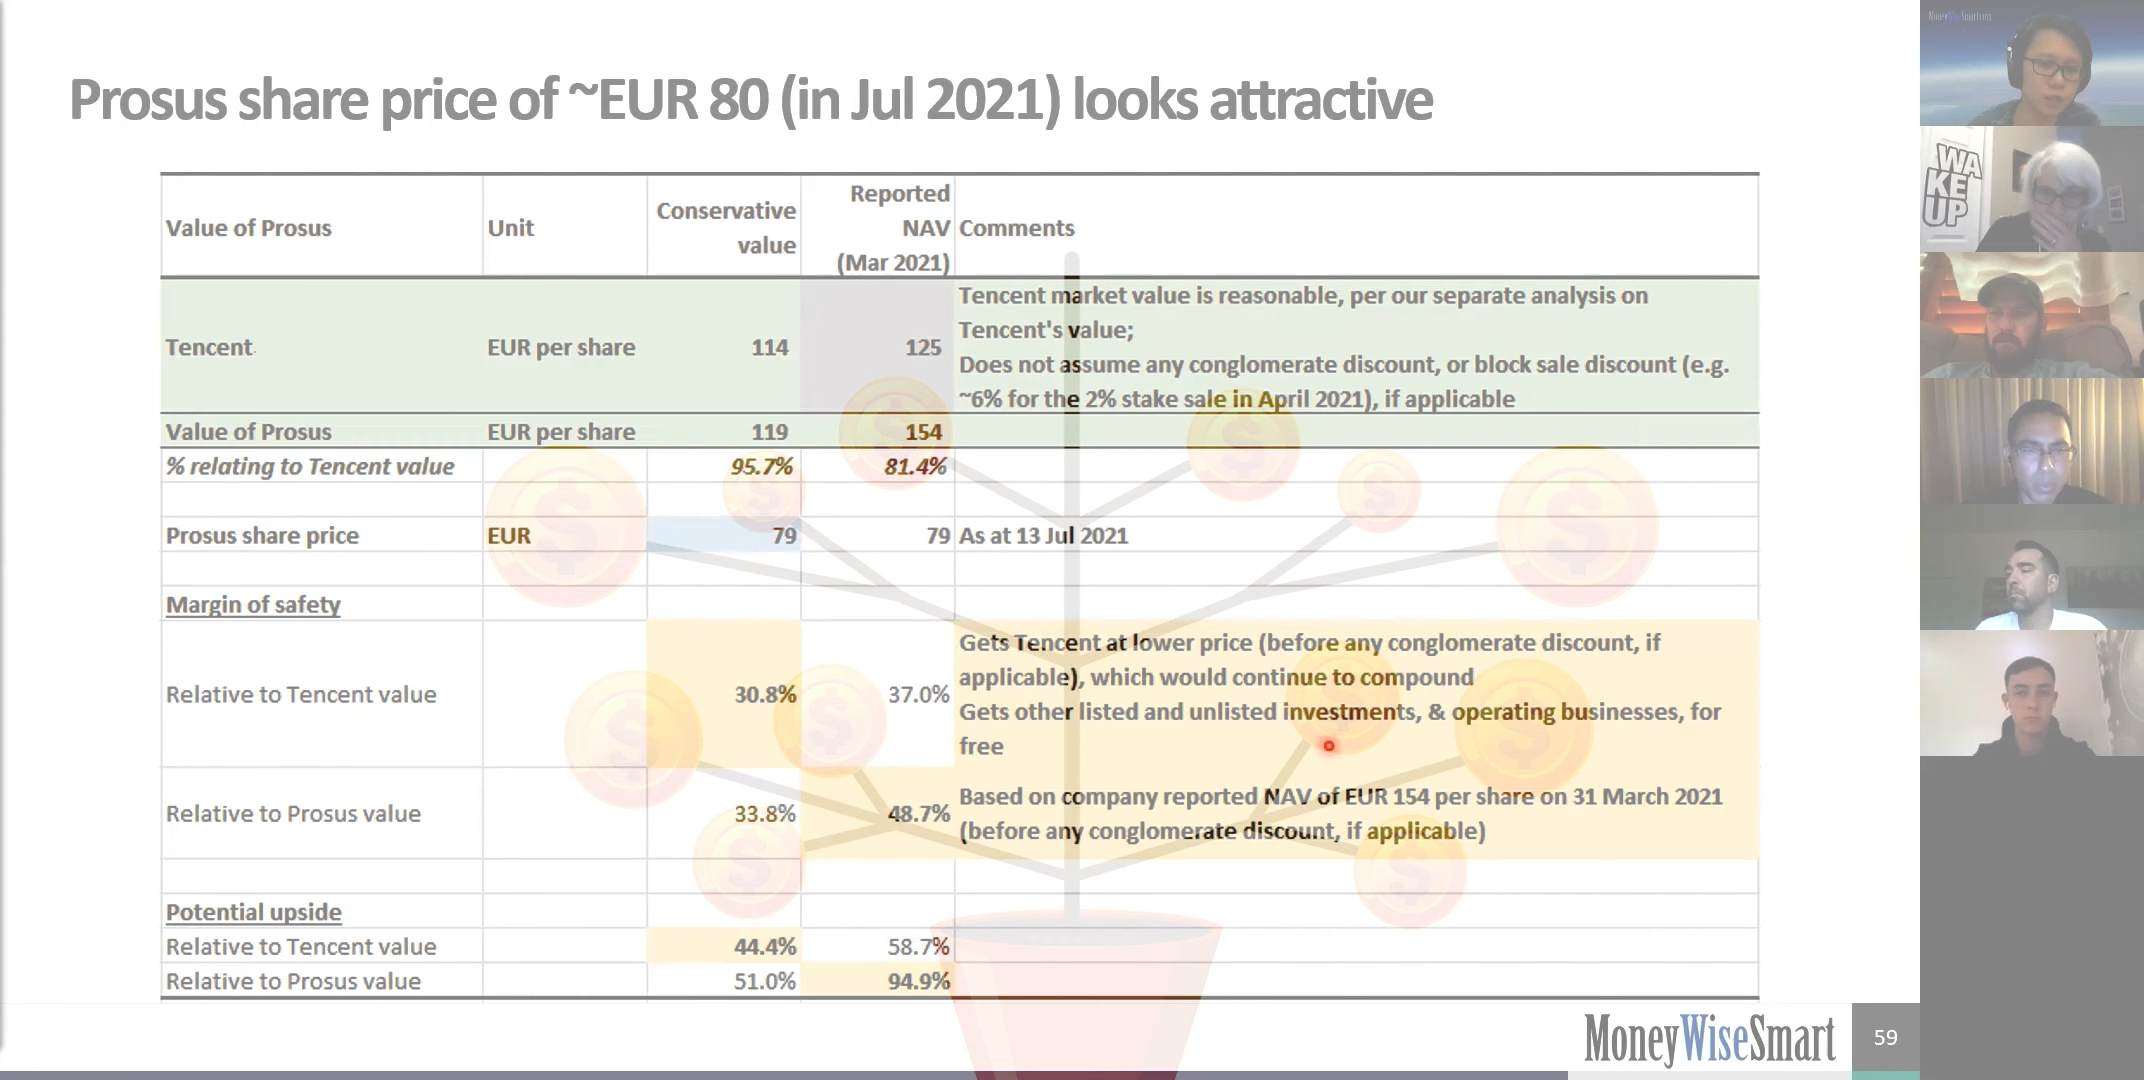 MoneyWiseSmart.org
Prosus share price of ~EUR 80 (in Jul 2021) looks attractive
WA
KE
UP
Value of Prosus Unit Conservative value Reported NAV (Mar 2021) Comments
Tencent EUR per share 114 125 Tencent market value is reasonable, per our separate analysis on
Tencent's value;
Does not assume any conglomerate discount, or block sale discount (e.g.
~6% for the 2% stake sale in April 2021), if applicable
Value of Prosus EUR per share 119 154
% relating to Tencent value 95.7% 81.4%
Prosus share price EUR 79 79 As at 13 Jul 2021
Margin of safety
Relative to Tencent value 30.8% 37.0% Gets Tencent at lower price (before any conglomerate discount, if
applicable), which would continue to compound
Gets other listed and unlisted investments, & operating businesses, for
free
Relative to Prosus value 33.8% 48.7% Based on company reported NAV of EUR 154 per share on 31 March 2021
(before any conglomerate discount, if applicable)
Potential upside
Relative to Tencent value 44.4% 58.7%
Relative to Prosus value 51.0% 94.9%
MoneyWiseSmart 59